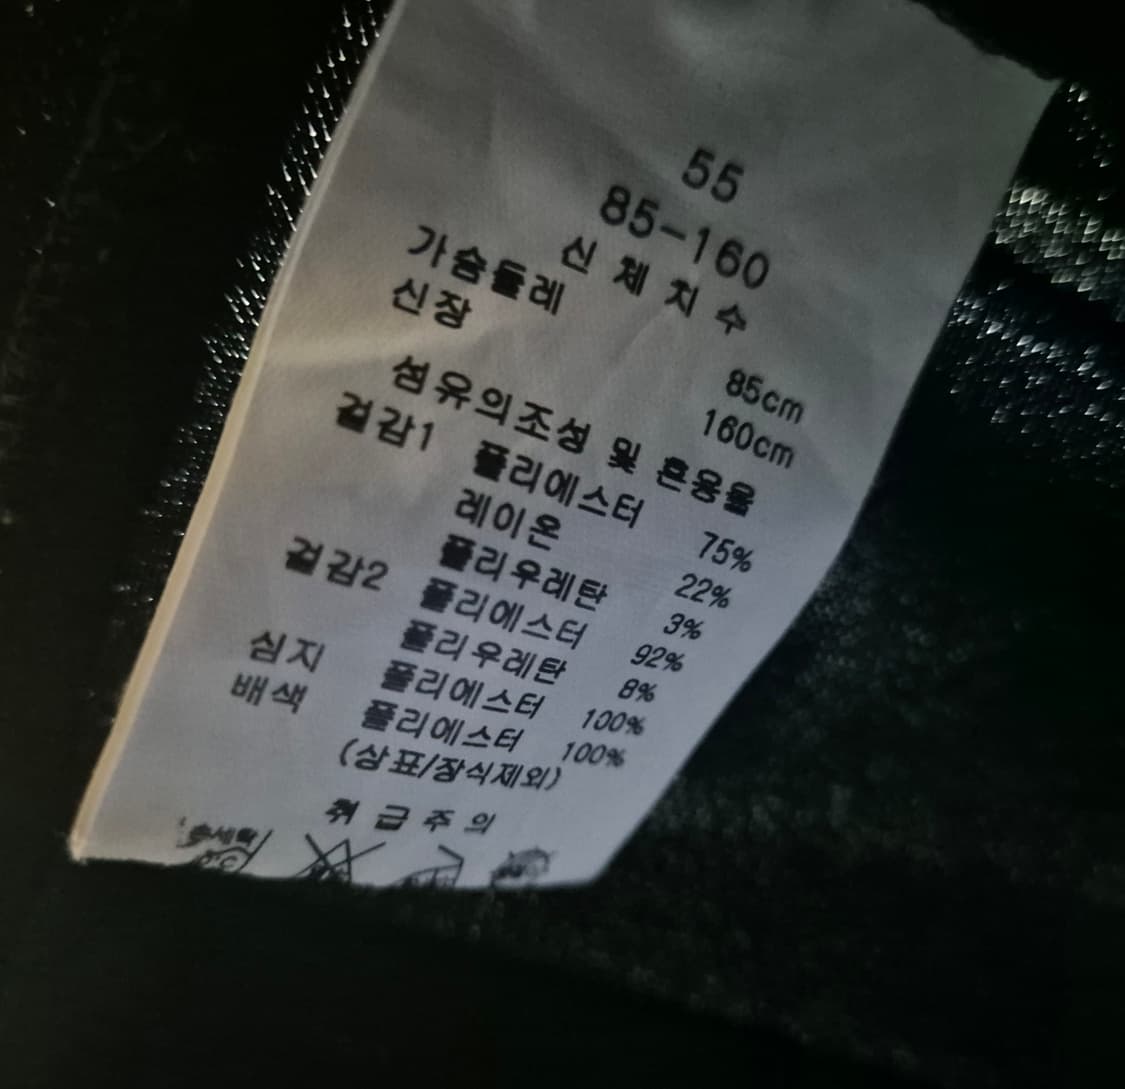 55
85-160
신체치수
가슴둘레 85cm
신장 160cm
섬유의조성 및 혼용율
겉감1 폴리에스터 75%
레이온 22%
폴리우레탄 3%
겉감2 폴리에스터 92%
폴리우레탄 8%
심지 폴리에스터 100%
배색 폴리에스터 100%
(상표/장식제외)
취급주의
손세탁